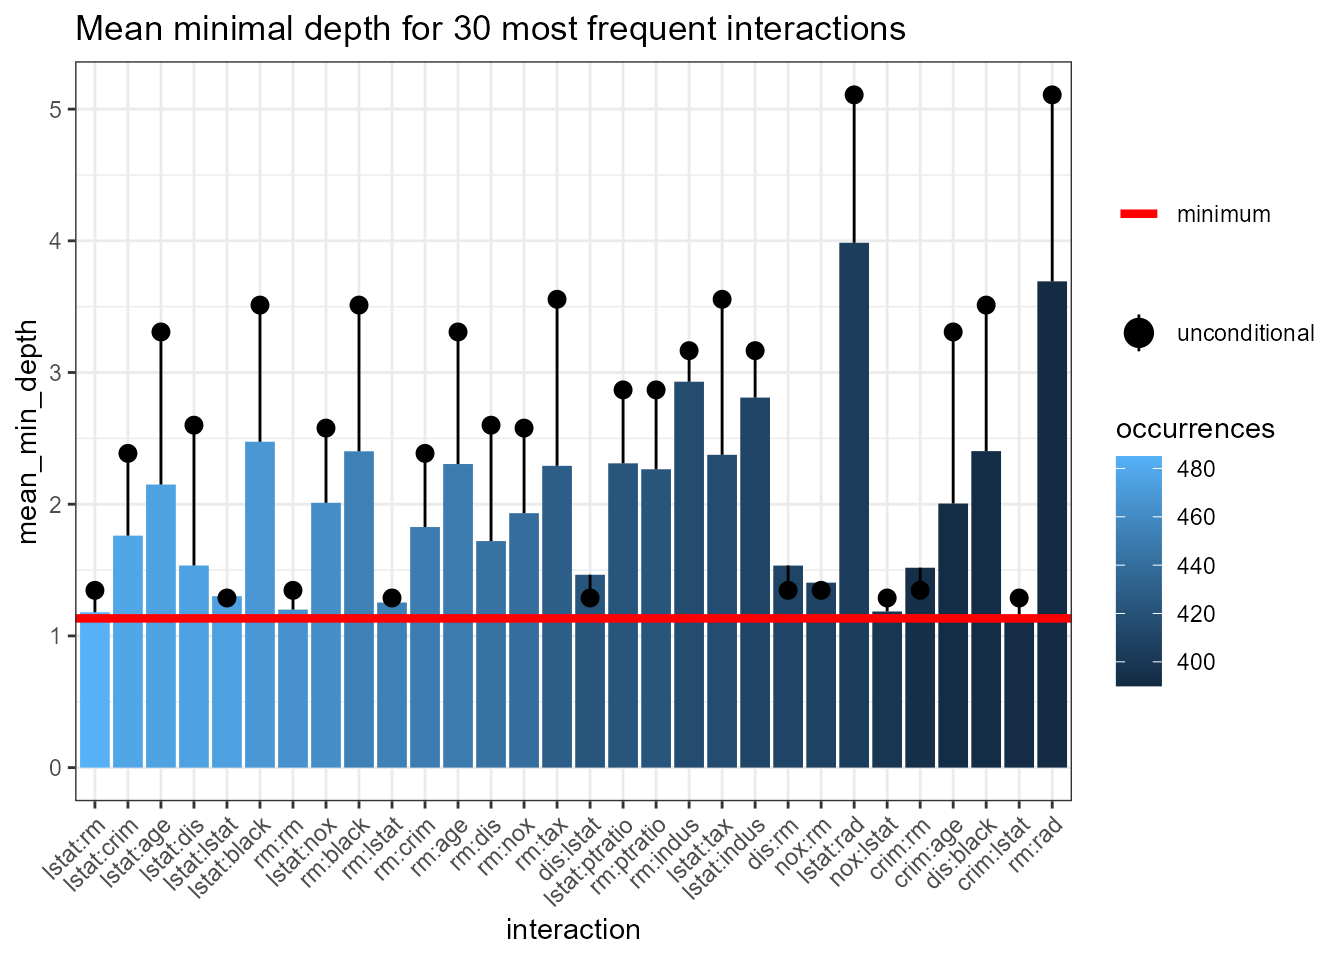 Mean minimal depth for 30 most frequent interactions
mean_min_depth
5
4
3
2
1
0
lstat:rm
lstat:crim
lstat:age
lstat:dis
lstat:lstat
lstat:black
rm:rm
lstat:nox
rm:black
rm:lstat
rm:crim
rm:age
rm:dis
rm:nox
rm:tax
dis:lstat
lstat:ptratio
rm:ptratio
rm:indus
lstat:tax
lstat:indus
dis:rm
nox:rm
lstat:rad
nox:lstat
crim:rm
crim:age
dis:black
crim:lstat
rm:rad
interaction
minimum
unconditional
occurrences
480
460
440
420
400